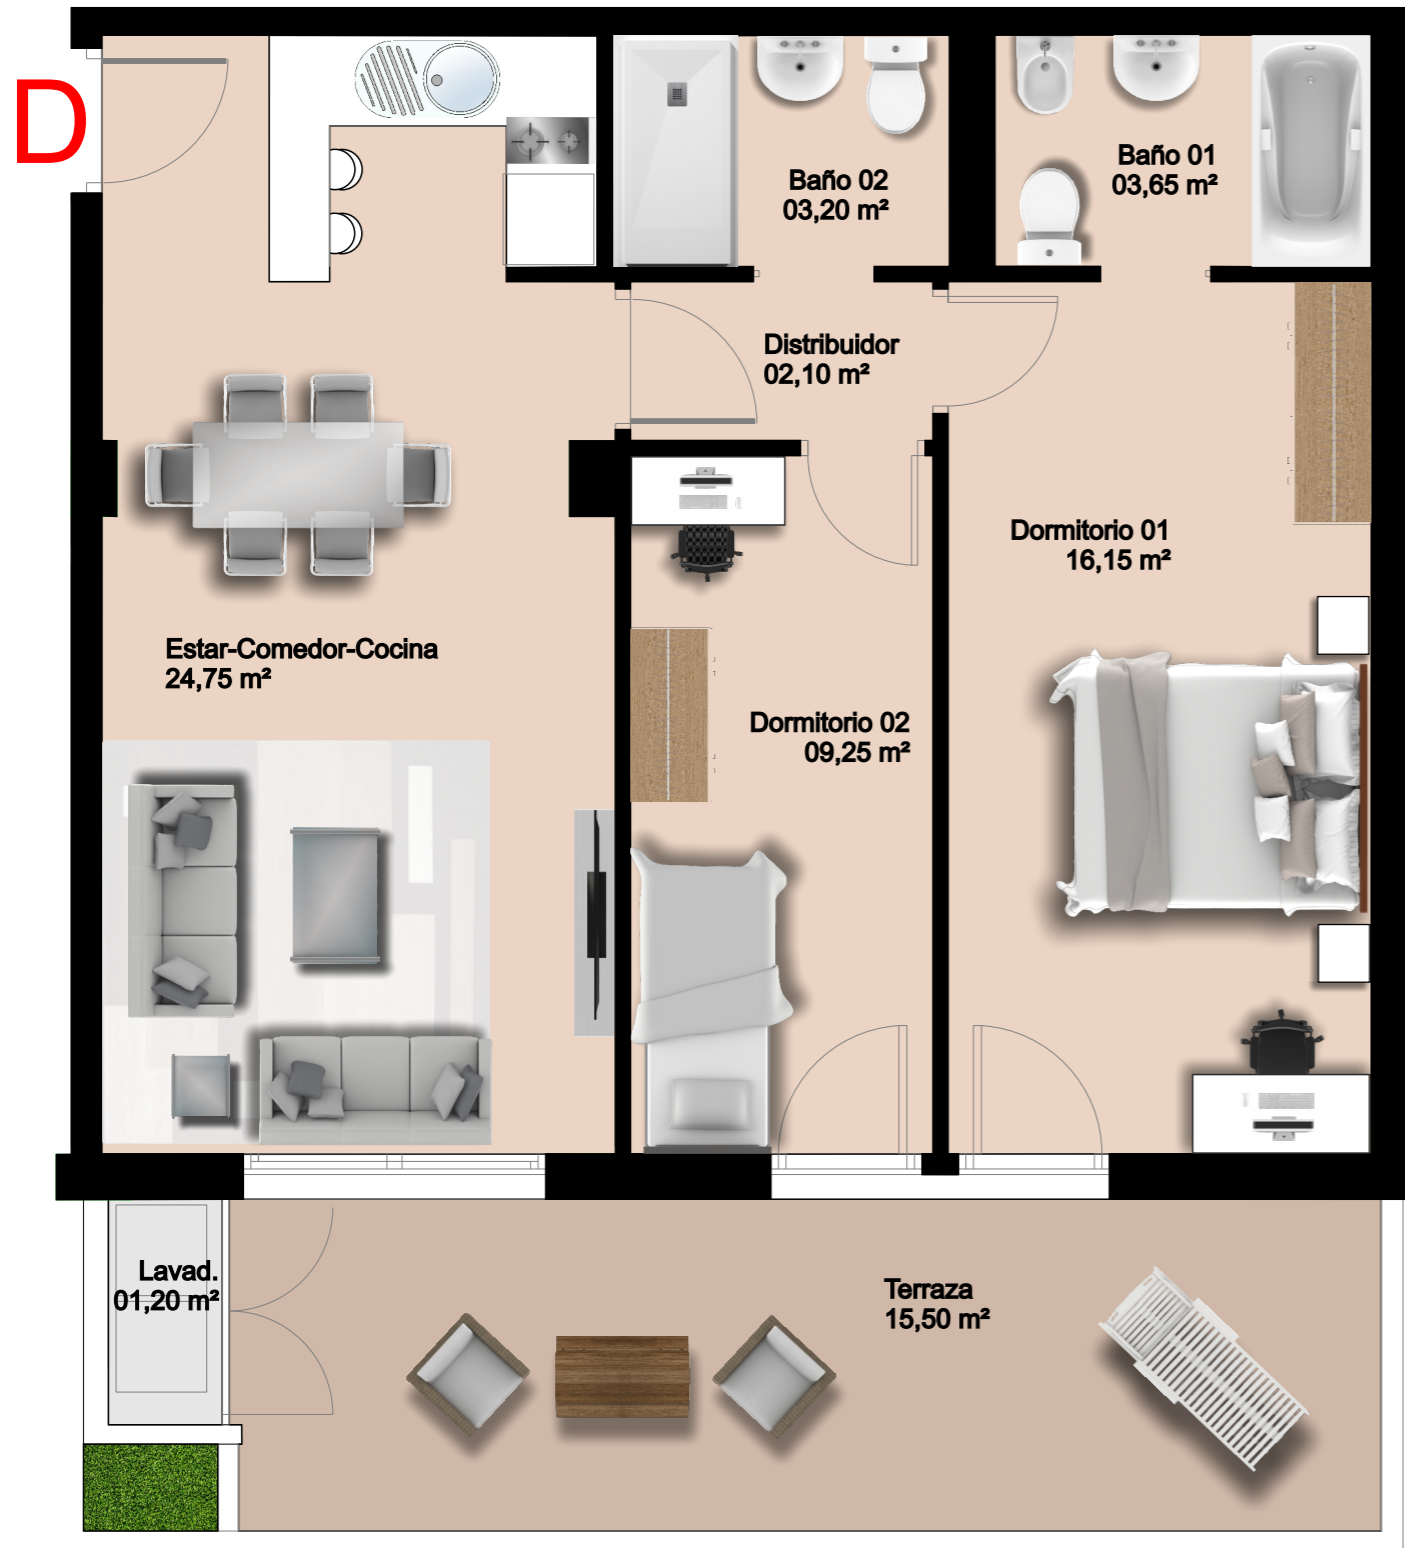 D
Baño 02
03,20 m²
Baño 01
03,65 m²
Distribuidor
02,10 m²
Dormitorio 01
16,15 m²
Estar-Comedor-Cocina
24,75 m²
Dormitorio 02
09,25 m²
Lavad.
01,20 m²
Terraza
15,50 m²